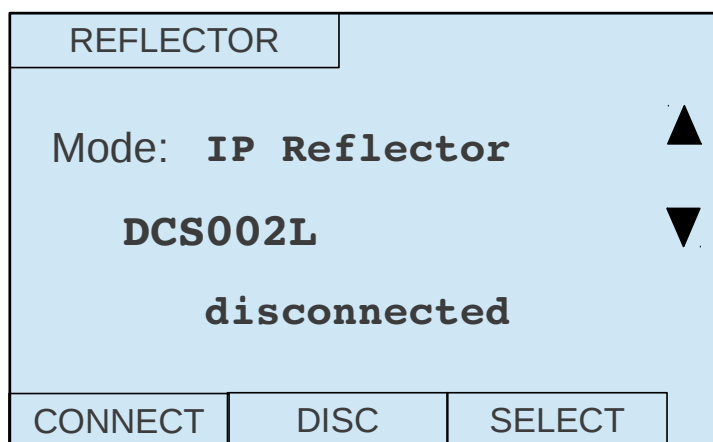 REFLECTOR
Mode: IP Reflector
DCS002L
disconnected
CONNECT DISC SELECT